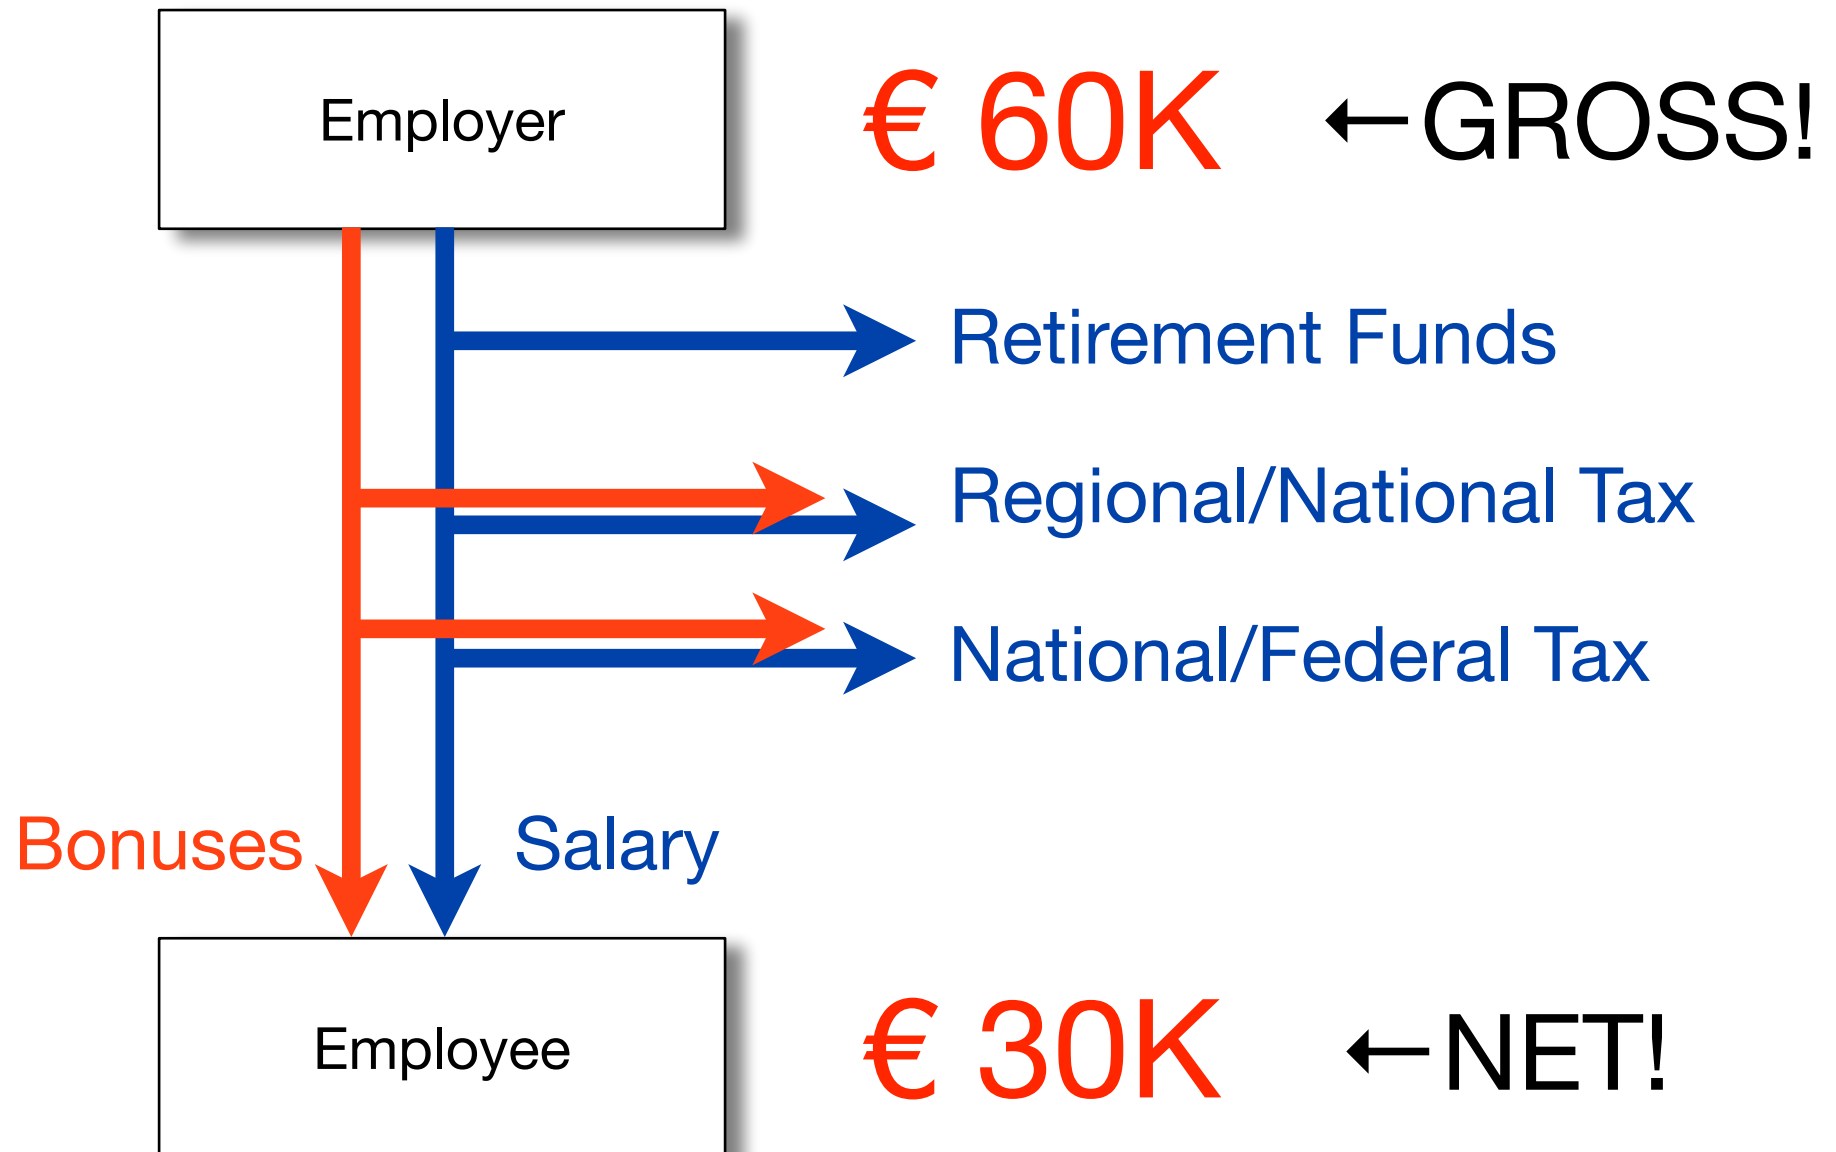 Employer
€ 60K
←GROSS!
Retirement Funds
Regional/National Tax
National/Federal Tax
Bonuses
Salary
Employee
€ 30K
←NET!